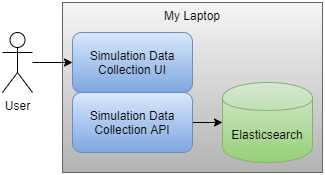 My Laptop
Simulation Data
Collection UI
User
Simulation Data
Collection API
Elasticsearch